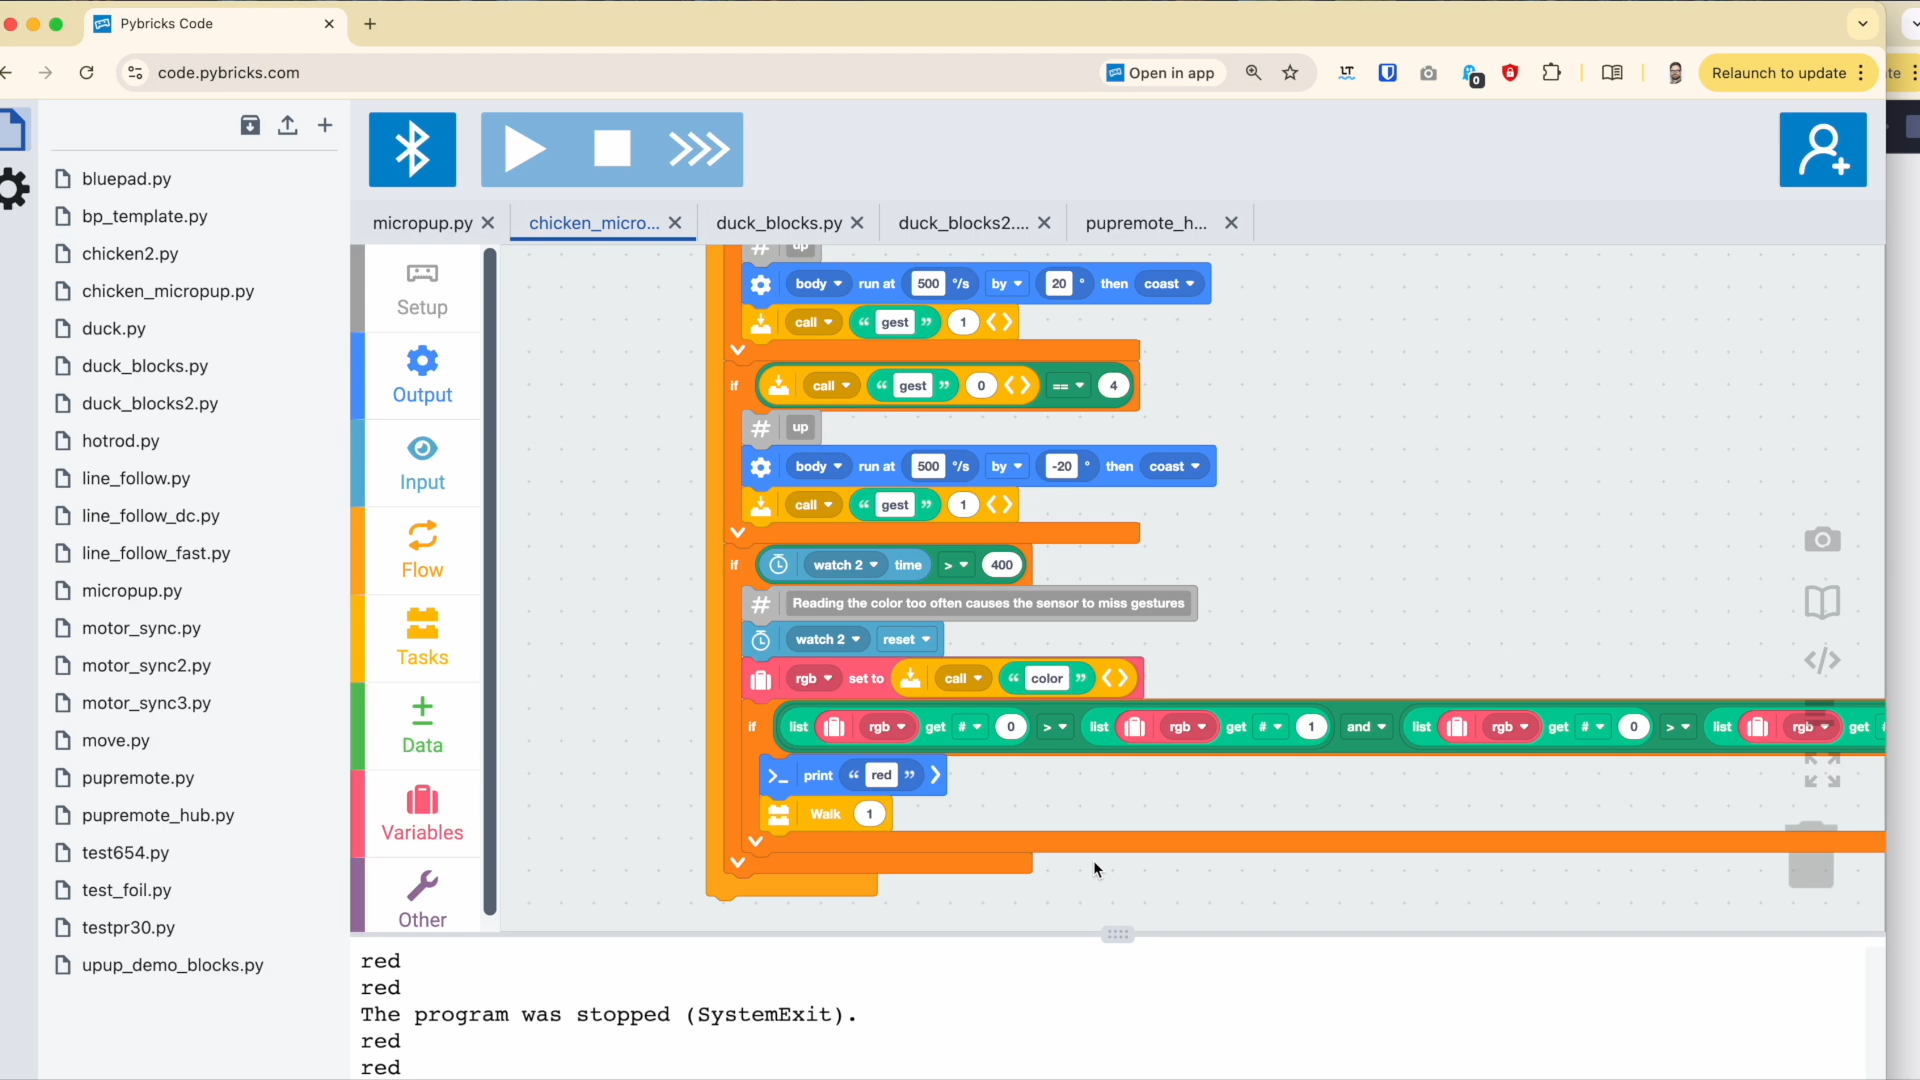 Pybricks Code
code.pybricks.com
Open in app
LT
0
Relaunch to update
bluepad.py
bp_template.py
chicken2.py
chicken_micropup.py
duck.py
duck_blocks.py
duck_blocks2.py
hotrod.py
line_follow.py
line_follow_dc.py
line_follow_fast.py
micropup.py
motor_sync.py
motor_sync2.py
motor_sync3.py
move.py
pupremote.py
pupremote_hub.py
test654.py
test_foil.py
testpr30.py
upup_demo_blocks.py
micropup.py
chicken_micro...
duck_blocks.py
duck_blocks2....
pupremote_h...
Setup
Output
Input
Flow
Tasks
Data
Variables
Other
# up
body run at 500 °/s by 20 ° then coast
call “ gest ” 1
if call “ gest ” 0 == 4
# up
body run at 500 °/s by -20 ° then coast
call “ gest ” 1
if watch 2 time > 400
# Reading the color too often causes the sensor to miss gestures
watch 2 reset
rgb set to call “ color ”
if list rgb get # 0 > list rgb get # 1 and list rgb get # 0 > list rgb get #
print “ red ”
Walk 1
red
red
The program was stopped (SystemExit).
red
red